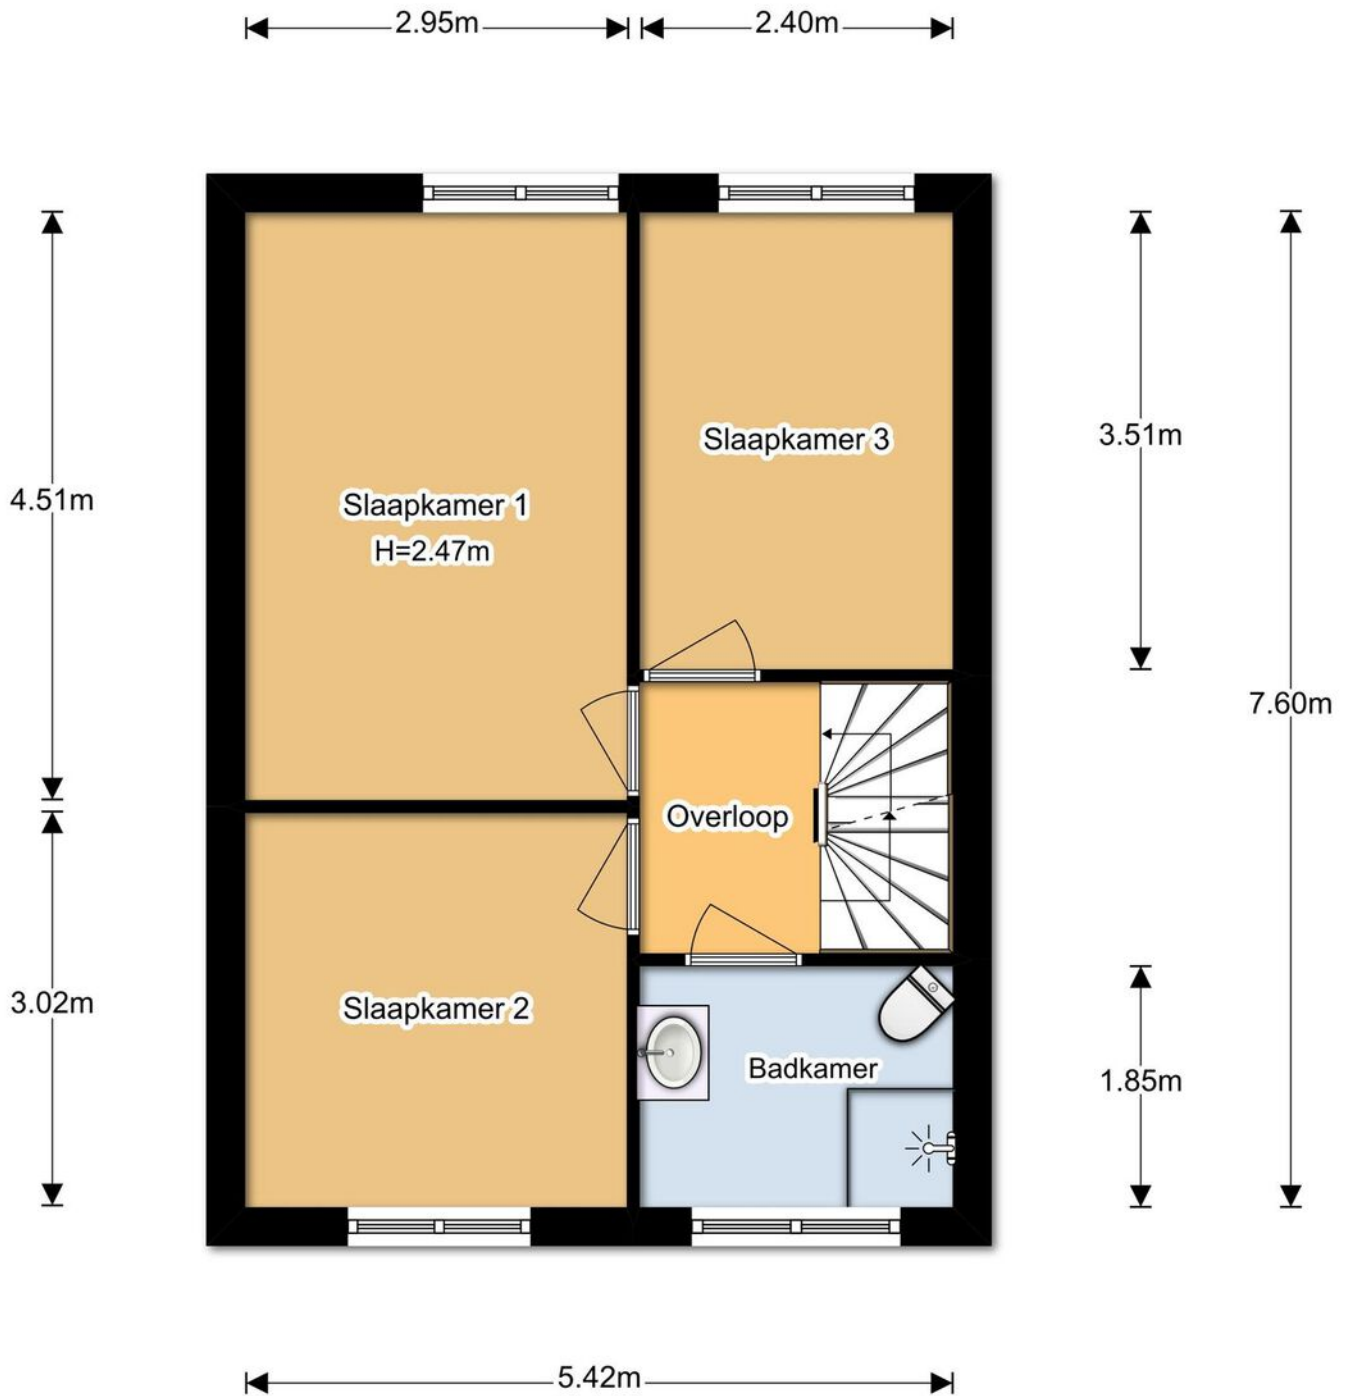 2.95m
2.40m
Slaapkamer 3
3.51m
4.51m
Slaapkamer 1
H=2.47m
7.60m
Overloop
3.02m
Slaapkamer 2
Badkamer
1.85m
5.42m